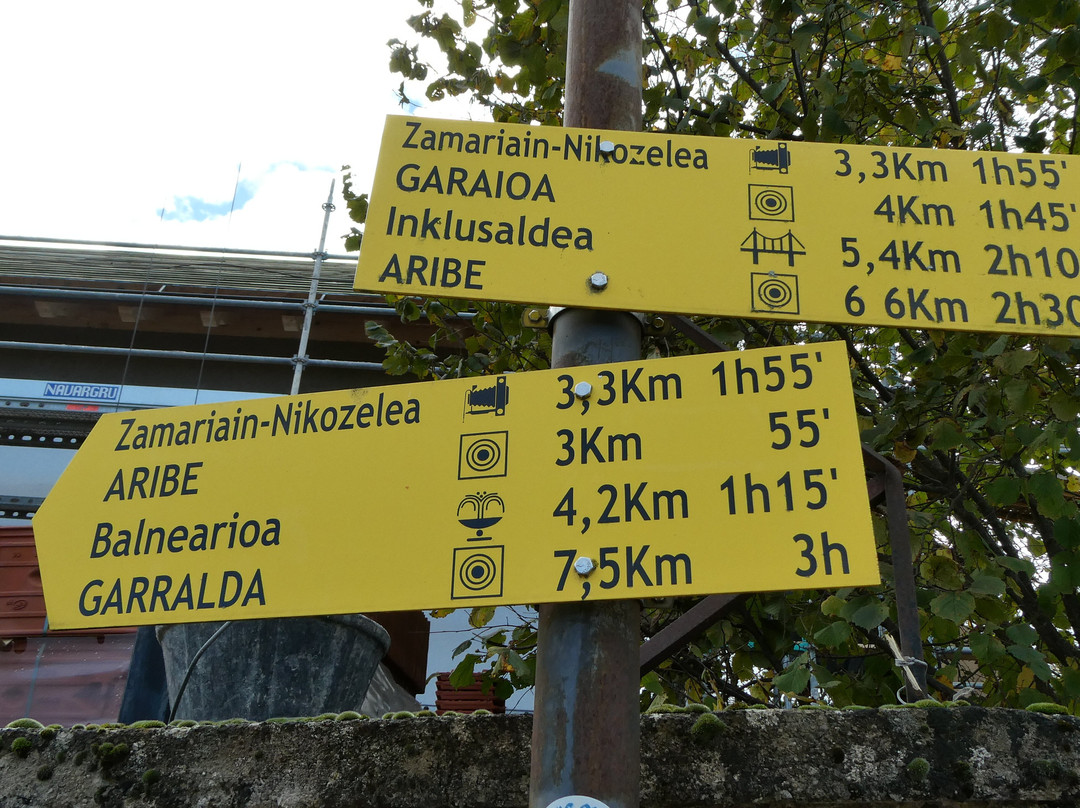 Zamariain-Nikozelea 3,3Km 1h55'
GARAIOA 4Km 1h45'
Inklusaldea 5,4Km 2h10
ARIBE 6 6Km 2h30
NAVARGRU
Zamariain-Nikozelea 3,3Km 1h55'
ARIBE 3Km 55'
Balnearioa 4,2Km 1h15'
GARRALDA 7,5Km 3h